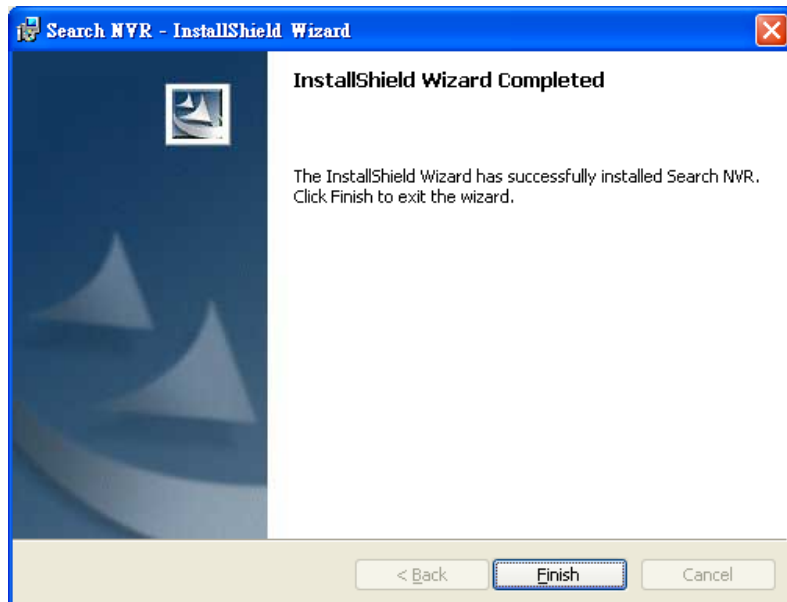 Search NVR - InstallShield Wizard
InstallShield Wizard Completed
The InstallShield Wizard has successfully installed Search NVR.
Click Finish to exit the wizard.
< Back
Finish
Cancel